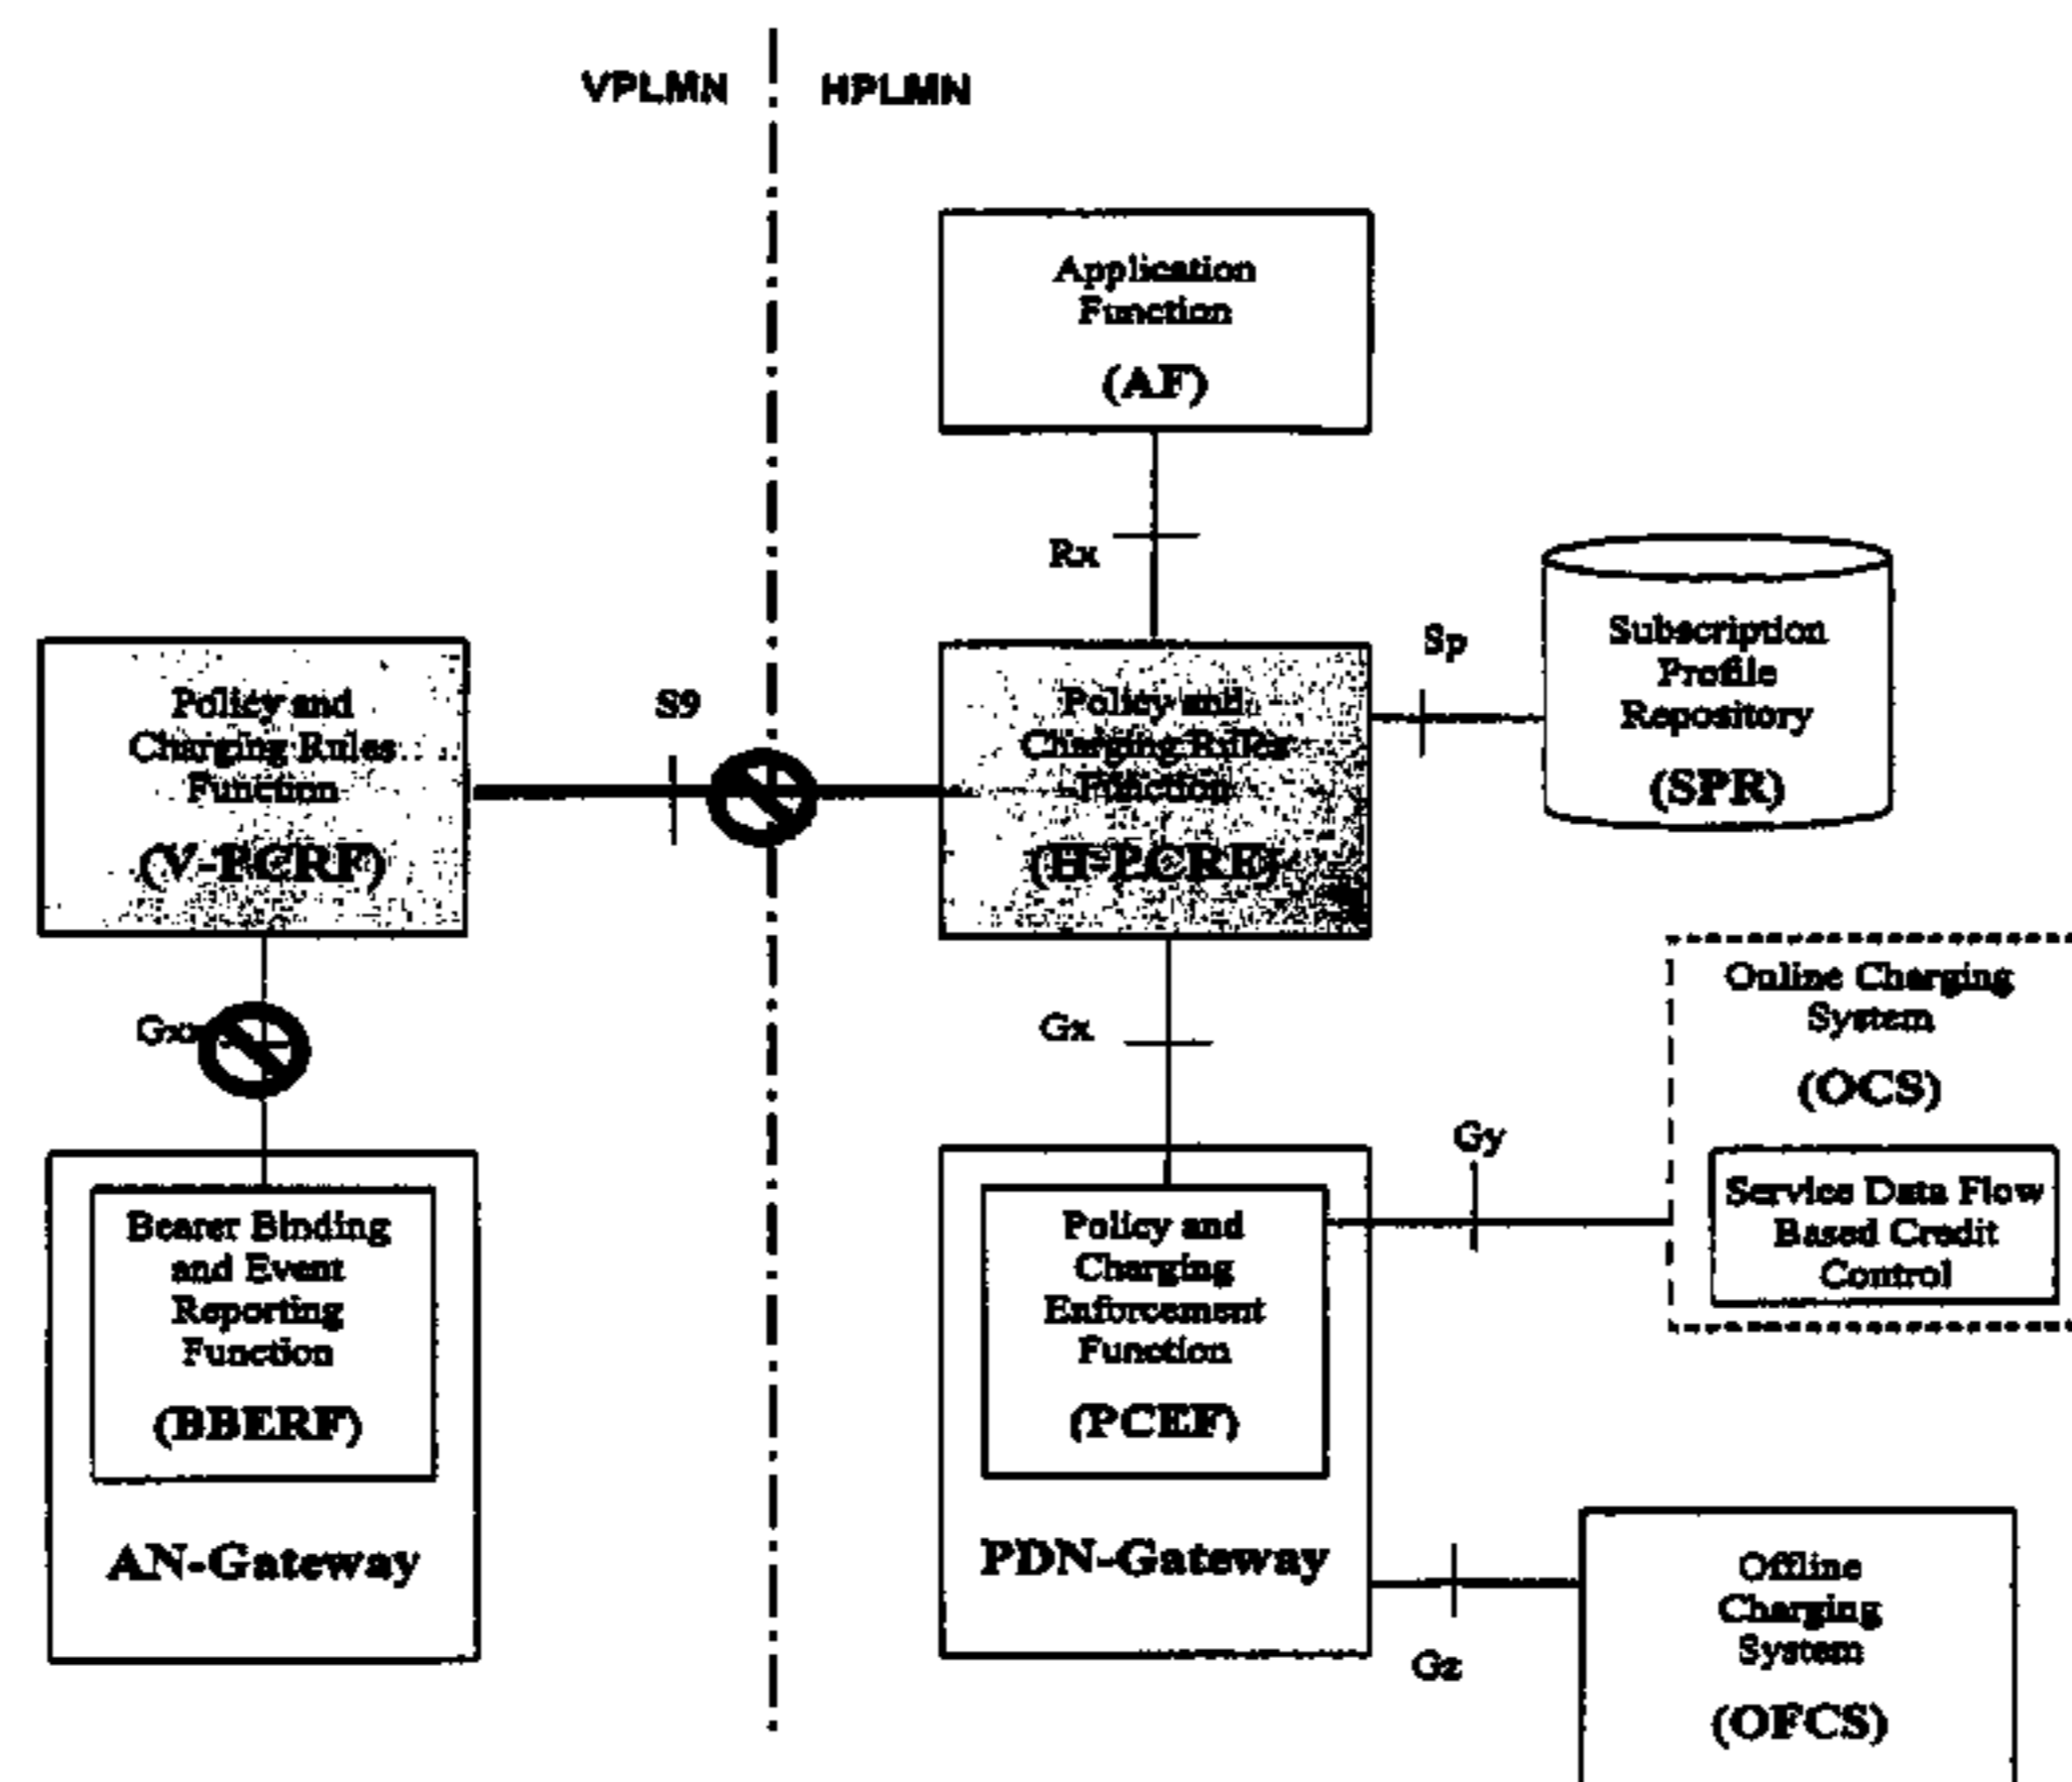 VPLMN
HPLMN
Application
Function
(AF)
Rx
Sp
Subscription
Profile
Repository
(SPR)
Policy and
Charging Rules
Function
(V-PCRF)
S9
Policy and
Charging Rules
Function
(H-PCRF)
Gxx
Gx
Online Charging
System
(OCS)
Gy
Service Data Flow
Based Credit
Control
Bearer Binding
and Event
Reporting
Function
(BBERF)
AN-Gateway
Policy and
Charging
Enforcement
Function
(PCEF)
PDN-Gateway
Gz
Offline
Charging
System
(OFCS)